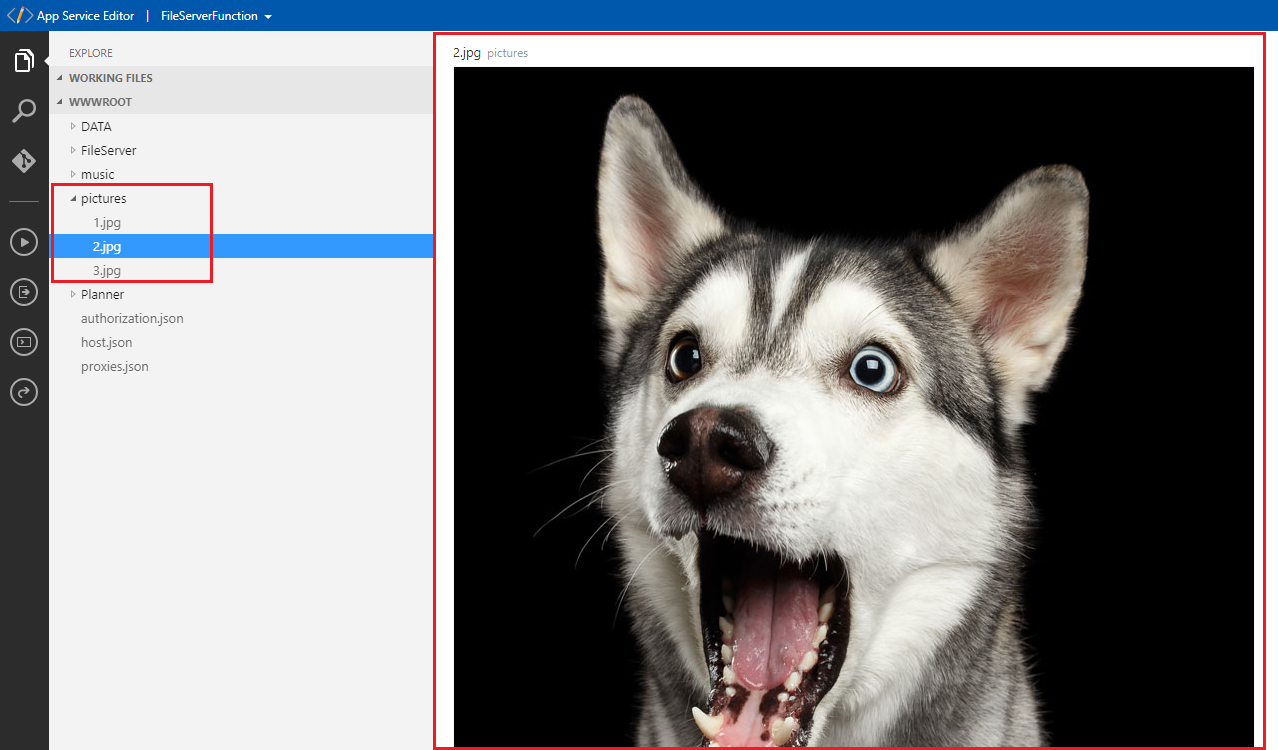 App Service Editor | FileServerFunction
EXPLORE
WORKING FILES
WWWROOT
DATA
FileServer
music
pictures
1.jpg
2.jpg
3.jpg
Planner
authorization.json
host.json
proxies.json
2.jpg pictures